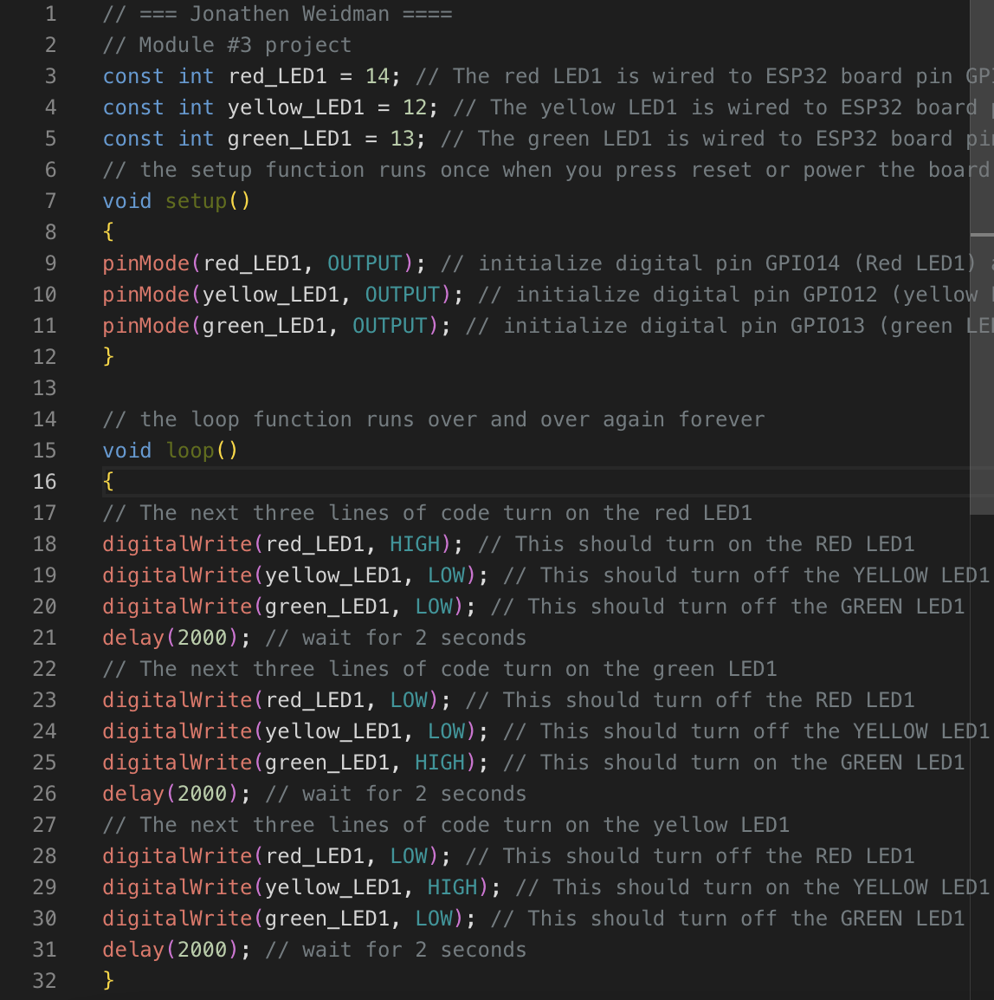 1 // === Jonathen Weidman ====
2 // Module #3 project
3 const int red_LED1 = 14; // The red LED1 is wired to ESP32 board pin
4 const int yellow_LED1 = 12; // The yellow LED1 is wired to ESP32 board
5 const int green_LED1 = 13; // The green LED1 is wired to ESP32 board
6 // the setup function runs once when you press reset or power the board
7 void setup()
8 {
9 pinMode(red_LED1, OUTPUT); // initialize digital pin GPIO14 (Red LED1)
10 pinMode(yellow_LED1, OUTPUT); // initialize digital pin GPIO12 (yellow
11 pinMode(green_LED1, OUTPUT); // initialize digital pin GPIO13 (green
12 }
13
14 // the loop function runs over and over again forever
15 void loop()
16 {
17 // The next three lines of code turn on the red LED1
18 digitalWrite(red_LED1, HIGH); // This should turn on the RED LED1
19 digitalWrite(yellow_LED1, LOW); // This should turn off the YELLOW LED1
20 digitalWrite(green_LED1, LOW); // This should turn off the GREEN LED1
21 delay(2000); // wait for 2 seconds
22 // The next three lines of code turn on the green LED1
23 digitalWrite(red_LED1, LOW); // This should turn off the RED LED1
24 digitalWrite(yellow_LED1, LOW); // This should turn off the YELLOW LED1
25 digitalWrite(green_LED1, HIGH); // This should turn on the GREEN LED1
26 delay(2000); // wait for 2 seconds
27 // The next three lines of code turn on the yellow LED1
28 digitalWrite(red_LED1, LOW); // This should turn off the RED LED1
29 digitalWrite(yellow_LED1, HIGH); // This should turn on the YELLOW LED1
30 digitalWrite(green_LED1, LOW); // This should turn off the GREEN LED1
31 delay(2000); // wait for 2 seconds
32 }